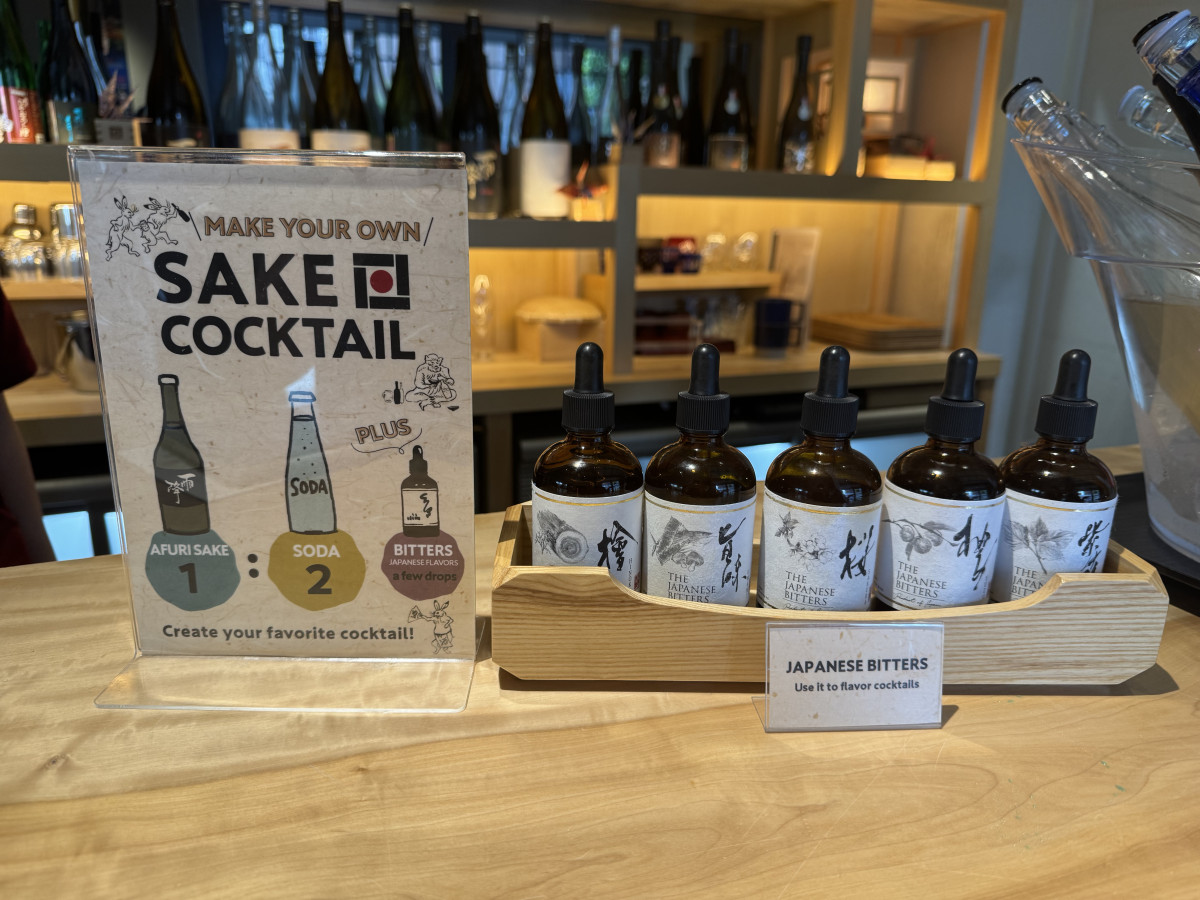 MAKE YOUR OWN
SAKE
COCKTAIL
PLUS
SODA
AFURI SAKE
1
:
SODA
2
BITTERS
JAPANESE FLAVORS
a few drops
Create your favorite cocktail!
檜
旨味
THE
JAPANESE
BITTERS
桜
THE
JAPANESE
BITTERS
THE
JAPANESE
BITTERS
紫蘇
THE
JAPANESE
BITTERS
JAPANESE BITTERS
Use it to flavor cocktails